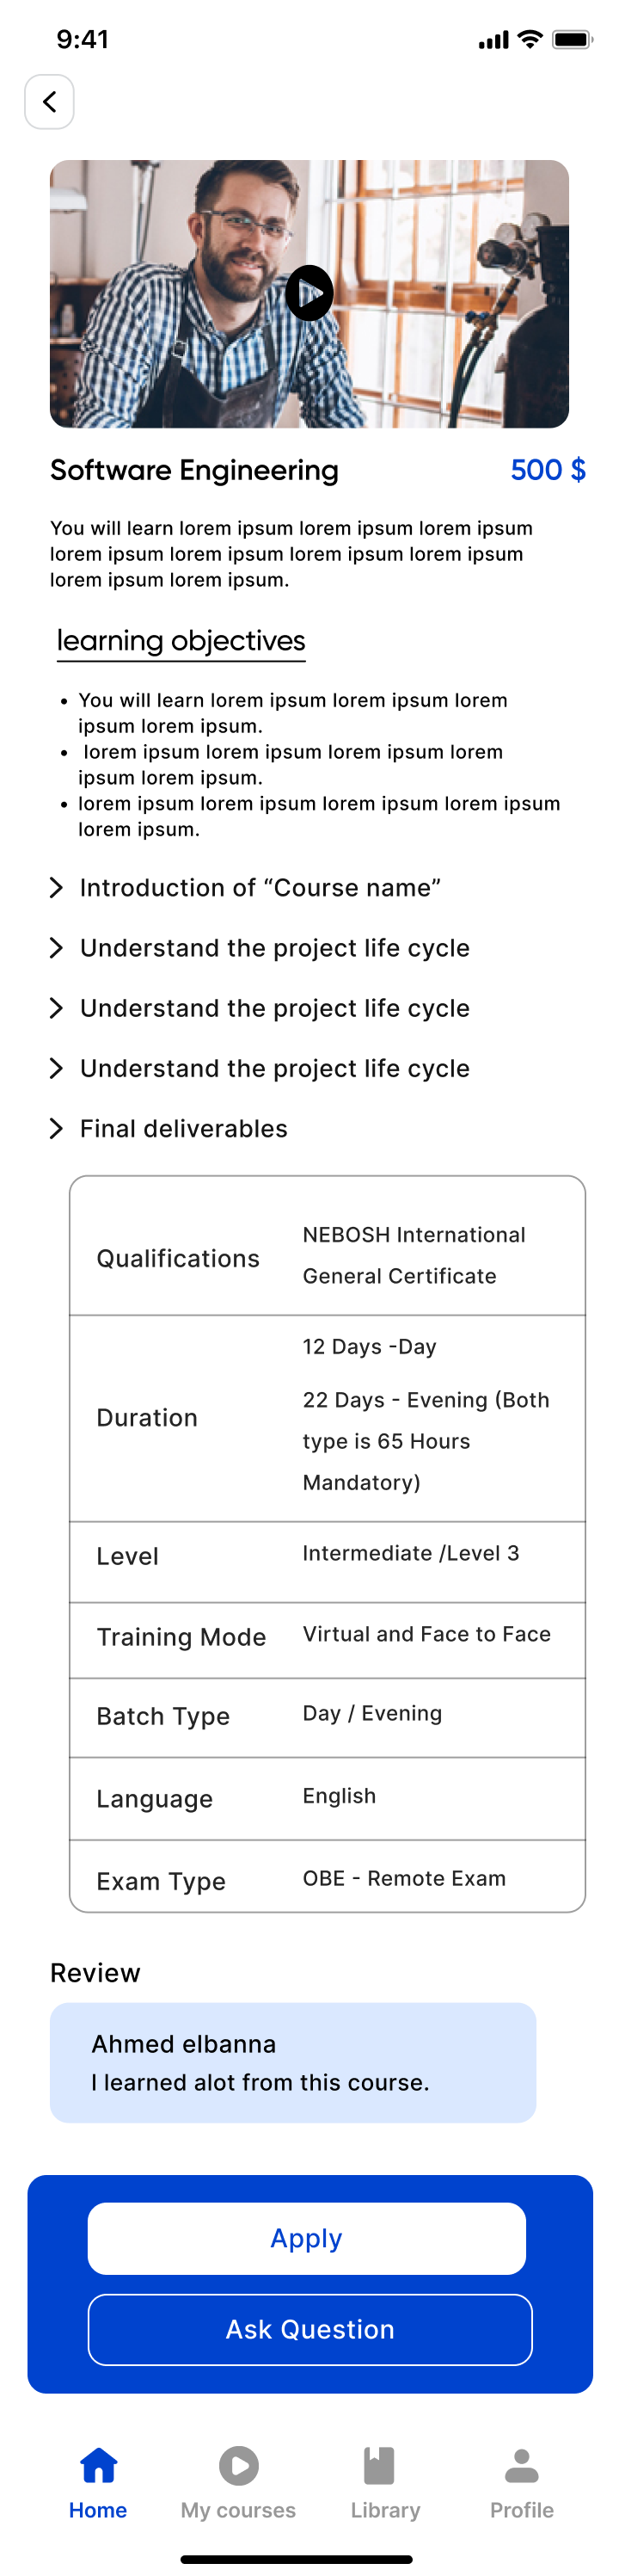 9:41
Software Engineering
500 $
You will learn lorem ipsum lorem ipsum lorem ipsum
lorem ipsum lorem ipsum lorem ipsum lorem ipsum
lorem ipsum lorem ipsum.
learning objectives
• You will learn lorem ipsum lorem ipsum lorem
ipsum lorem ipsum.
• lorem ipsum lorem ipsum lorem ipsum lorem
ipsum lorem ipsum.
• lorem ipsum lorem ipsum lorem ipsum lorem ipsum
lorem ipsum.
Introduction of “Course name”
Understand the project life cycle
Understand the project life cycle
Understand the project life cycle
Final deliverables
Qualifications
NEBOSH International
General Certificate
Duration
12 Days -Day
22 Days - Evening (Both
type is 65 Hours
Mandatory)
Level
Intermediate /Level 3
Training Mode
Virtual and Face to Face
Batch Type
Day / Evening
Language
English
Exam Type
OBE - Remote Exam
Review
Ahmed elbanna
I learned alot from this course.
Apply
Ask Question
Home
My courses
Library
Profile